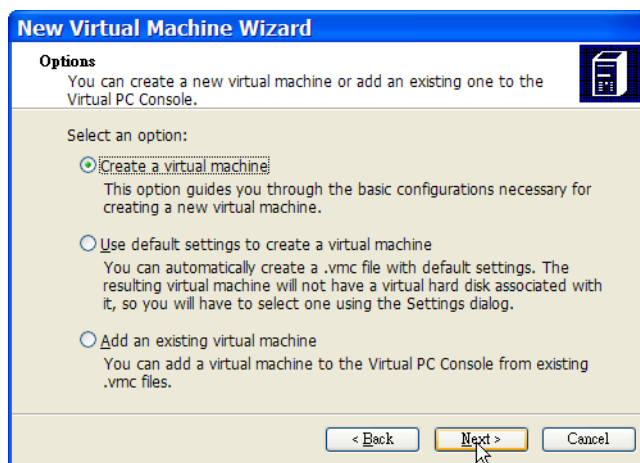 New Virtual Machine Wizard
Options
You can create a new virtual machine or add an existing one to the
Virtual PC Console.
Select an option:
Create a virtual machine
This option guides you through the basic configurations necessary for
creating a new virtual machine.
Use default settings to create a virtual machine
You can automatically create a .vmc file with default settings. The
resulting virtual machine will not have a virtual hard disk associated with
it, so you will have to select one using the Settings dialog.
Add an existing virtual machine
You can add a virtual machine to the Virtual PC Console from existing
.vmc files.
< Back Next > Cancel